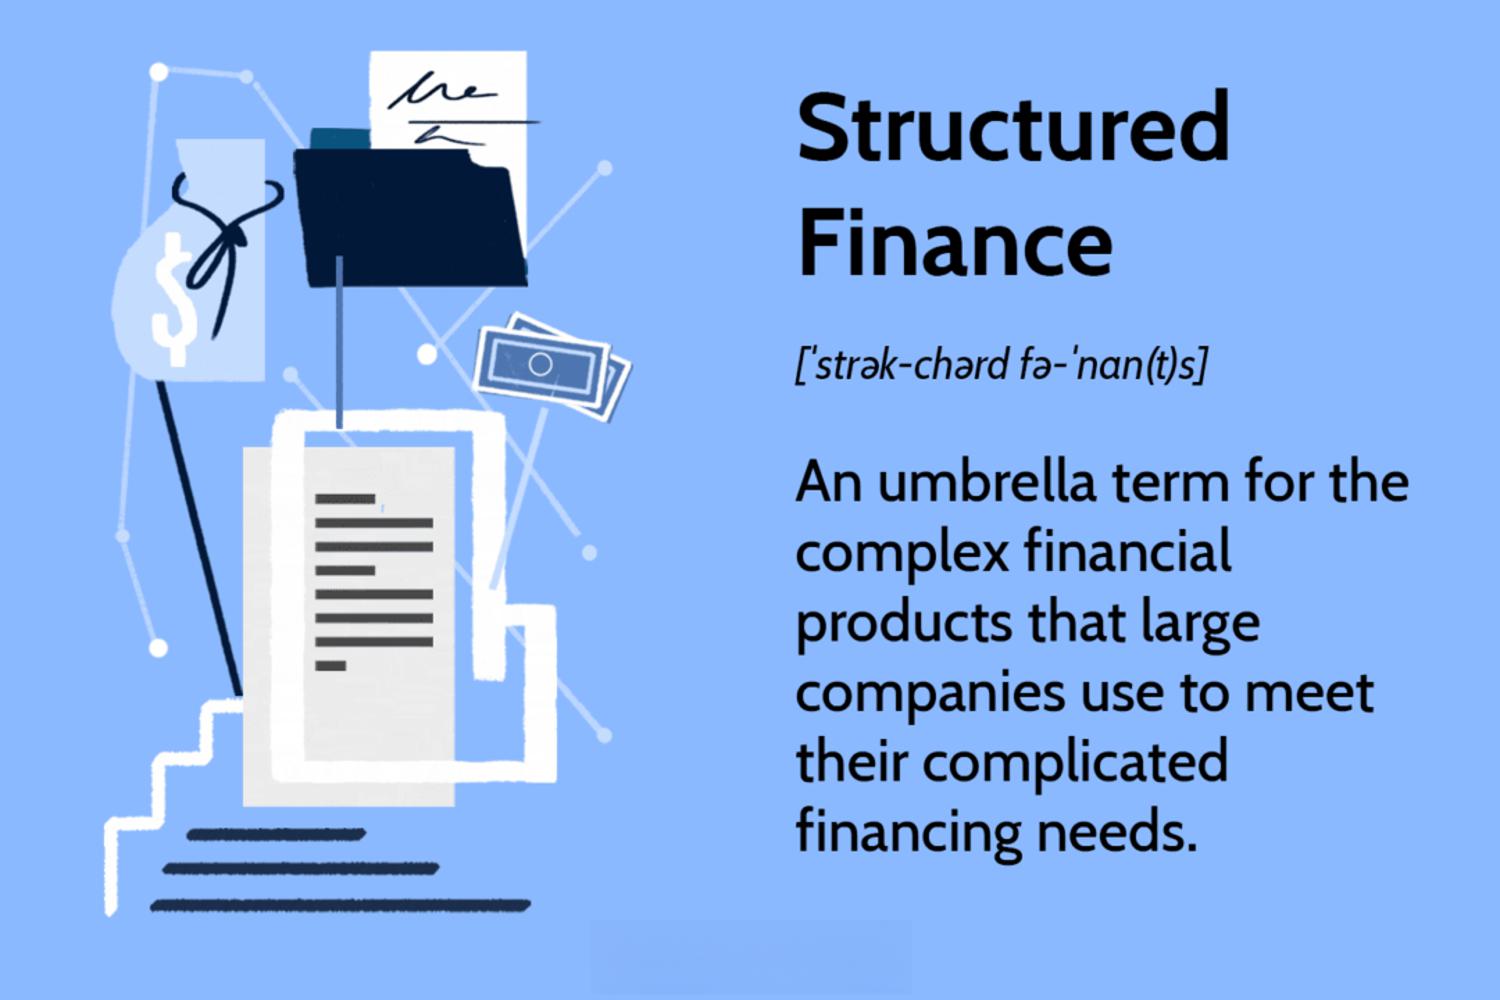 $
Structured
Finance
[ˈstrək-chərd fə-ˈnan(t)s]
An umbrella term for the
complex financial
products that large
companies use to meet
their complicated
financing needs.